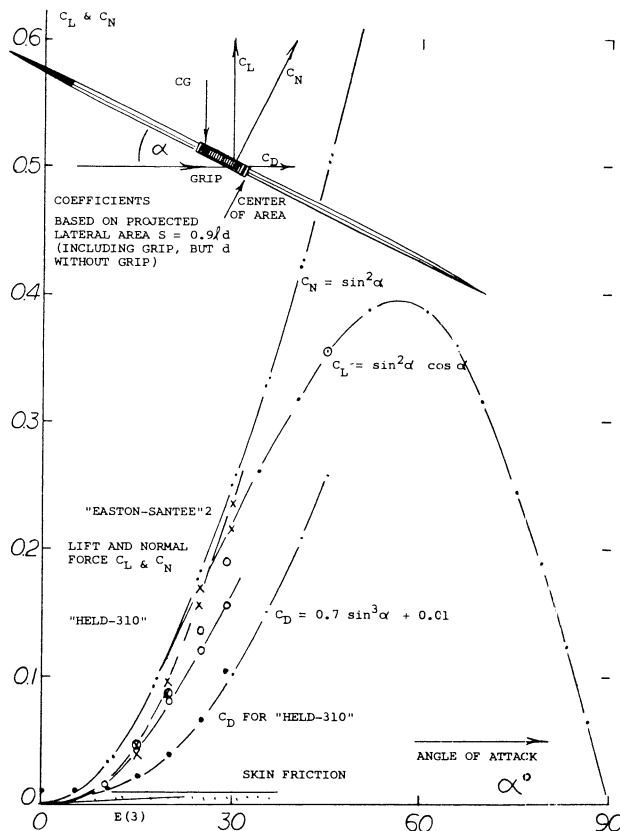 C_L & C_N
0.6
C_L
C_N
CG
α
C_D
GRIP
0.5
COEFFICIENTS
CENTER
OF AREA
BASED ON PROJECTED
LATERAL AREA S = 0.9ld
(INCLUDING GRIP, BUT d
WITHOUT GRIP)
C_N = sin²α
0.4
C_L = sin²α cos α
0.3
"EASTON-SANTEE"2
LIFT AND NORMAL
FORCE C_L & C_N
0.2
"HELD-310"
C_D = 0.7 sin³α + 0.01
0.1
C_D FOR "HELD-310"
ANGLE OF ATTACK
α°
SKIN FRICTION
0
0
E(3)
30
60
90